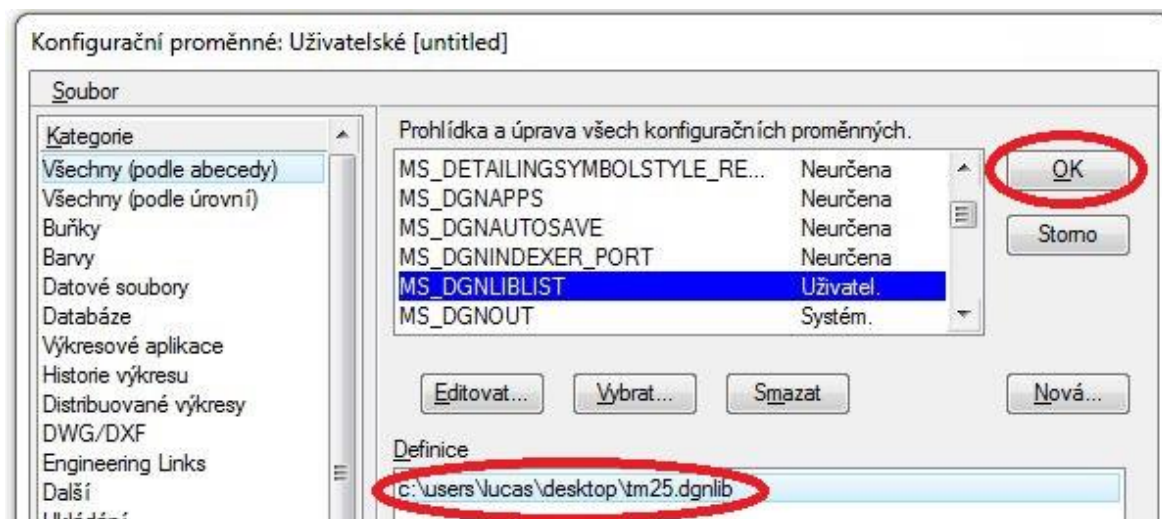 Konfigurační proměnné: Uživatelské [untitled]
Soubor
Kategorie
Všechny (podle abecedy)
Všechny (podle úrovní)
Buňky
Barvy
Datové soubory
Databáze
Výkresové aplikace
Historie výkresu
Distribuované výkresy
DWG/DXF
Engineering Links
Další
Prohlídka a úprava všech konfiguračních proměnných.
MS_DETAILINGSYMBOLSTYLE_RE... Neurčena
MS_DGNAPPS Neurčena
MS_DGNAUTOSAVE Neurčena
MS_DGNINDEXER_PORT Neurčena
MS_DGNLIBLIST Uživatel.
MS_DGNOUT Systém.
OK
Storno
Editovat... Vybrat... Smazat Nová...
Definice
c:\users\lucas\desktop\tm25.dgnlib